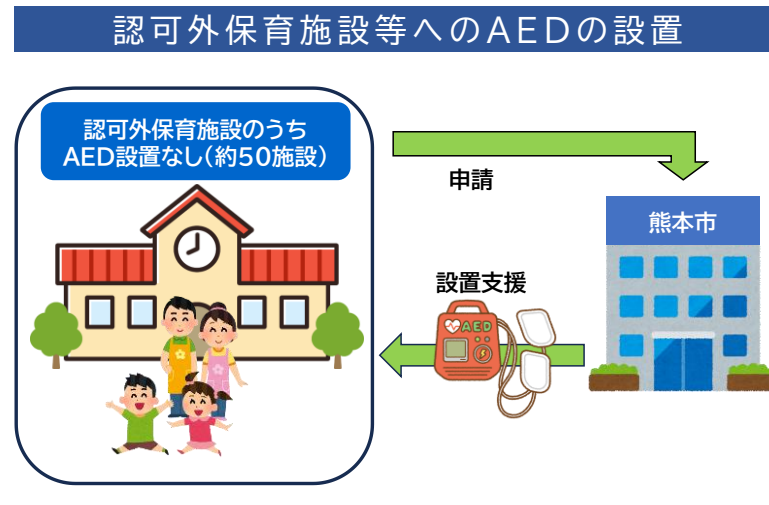 認可外保育施設等へのAEDの設置
認可外保育施設のうち
AED設置なし(約50施設)
申請
熊本市
設置支援
AED